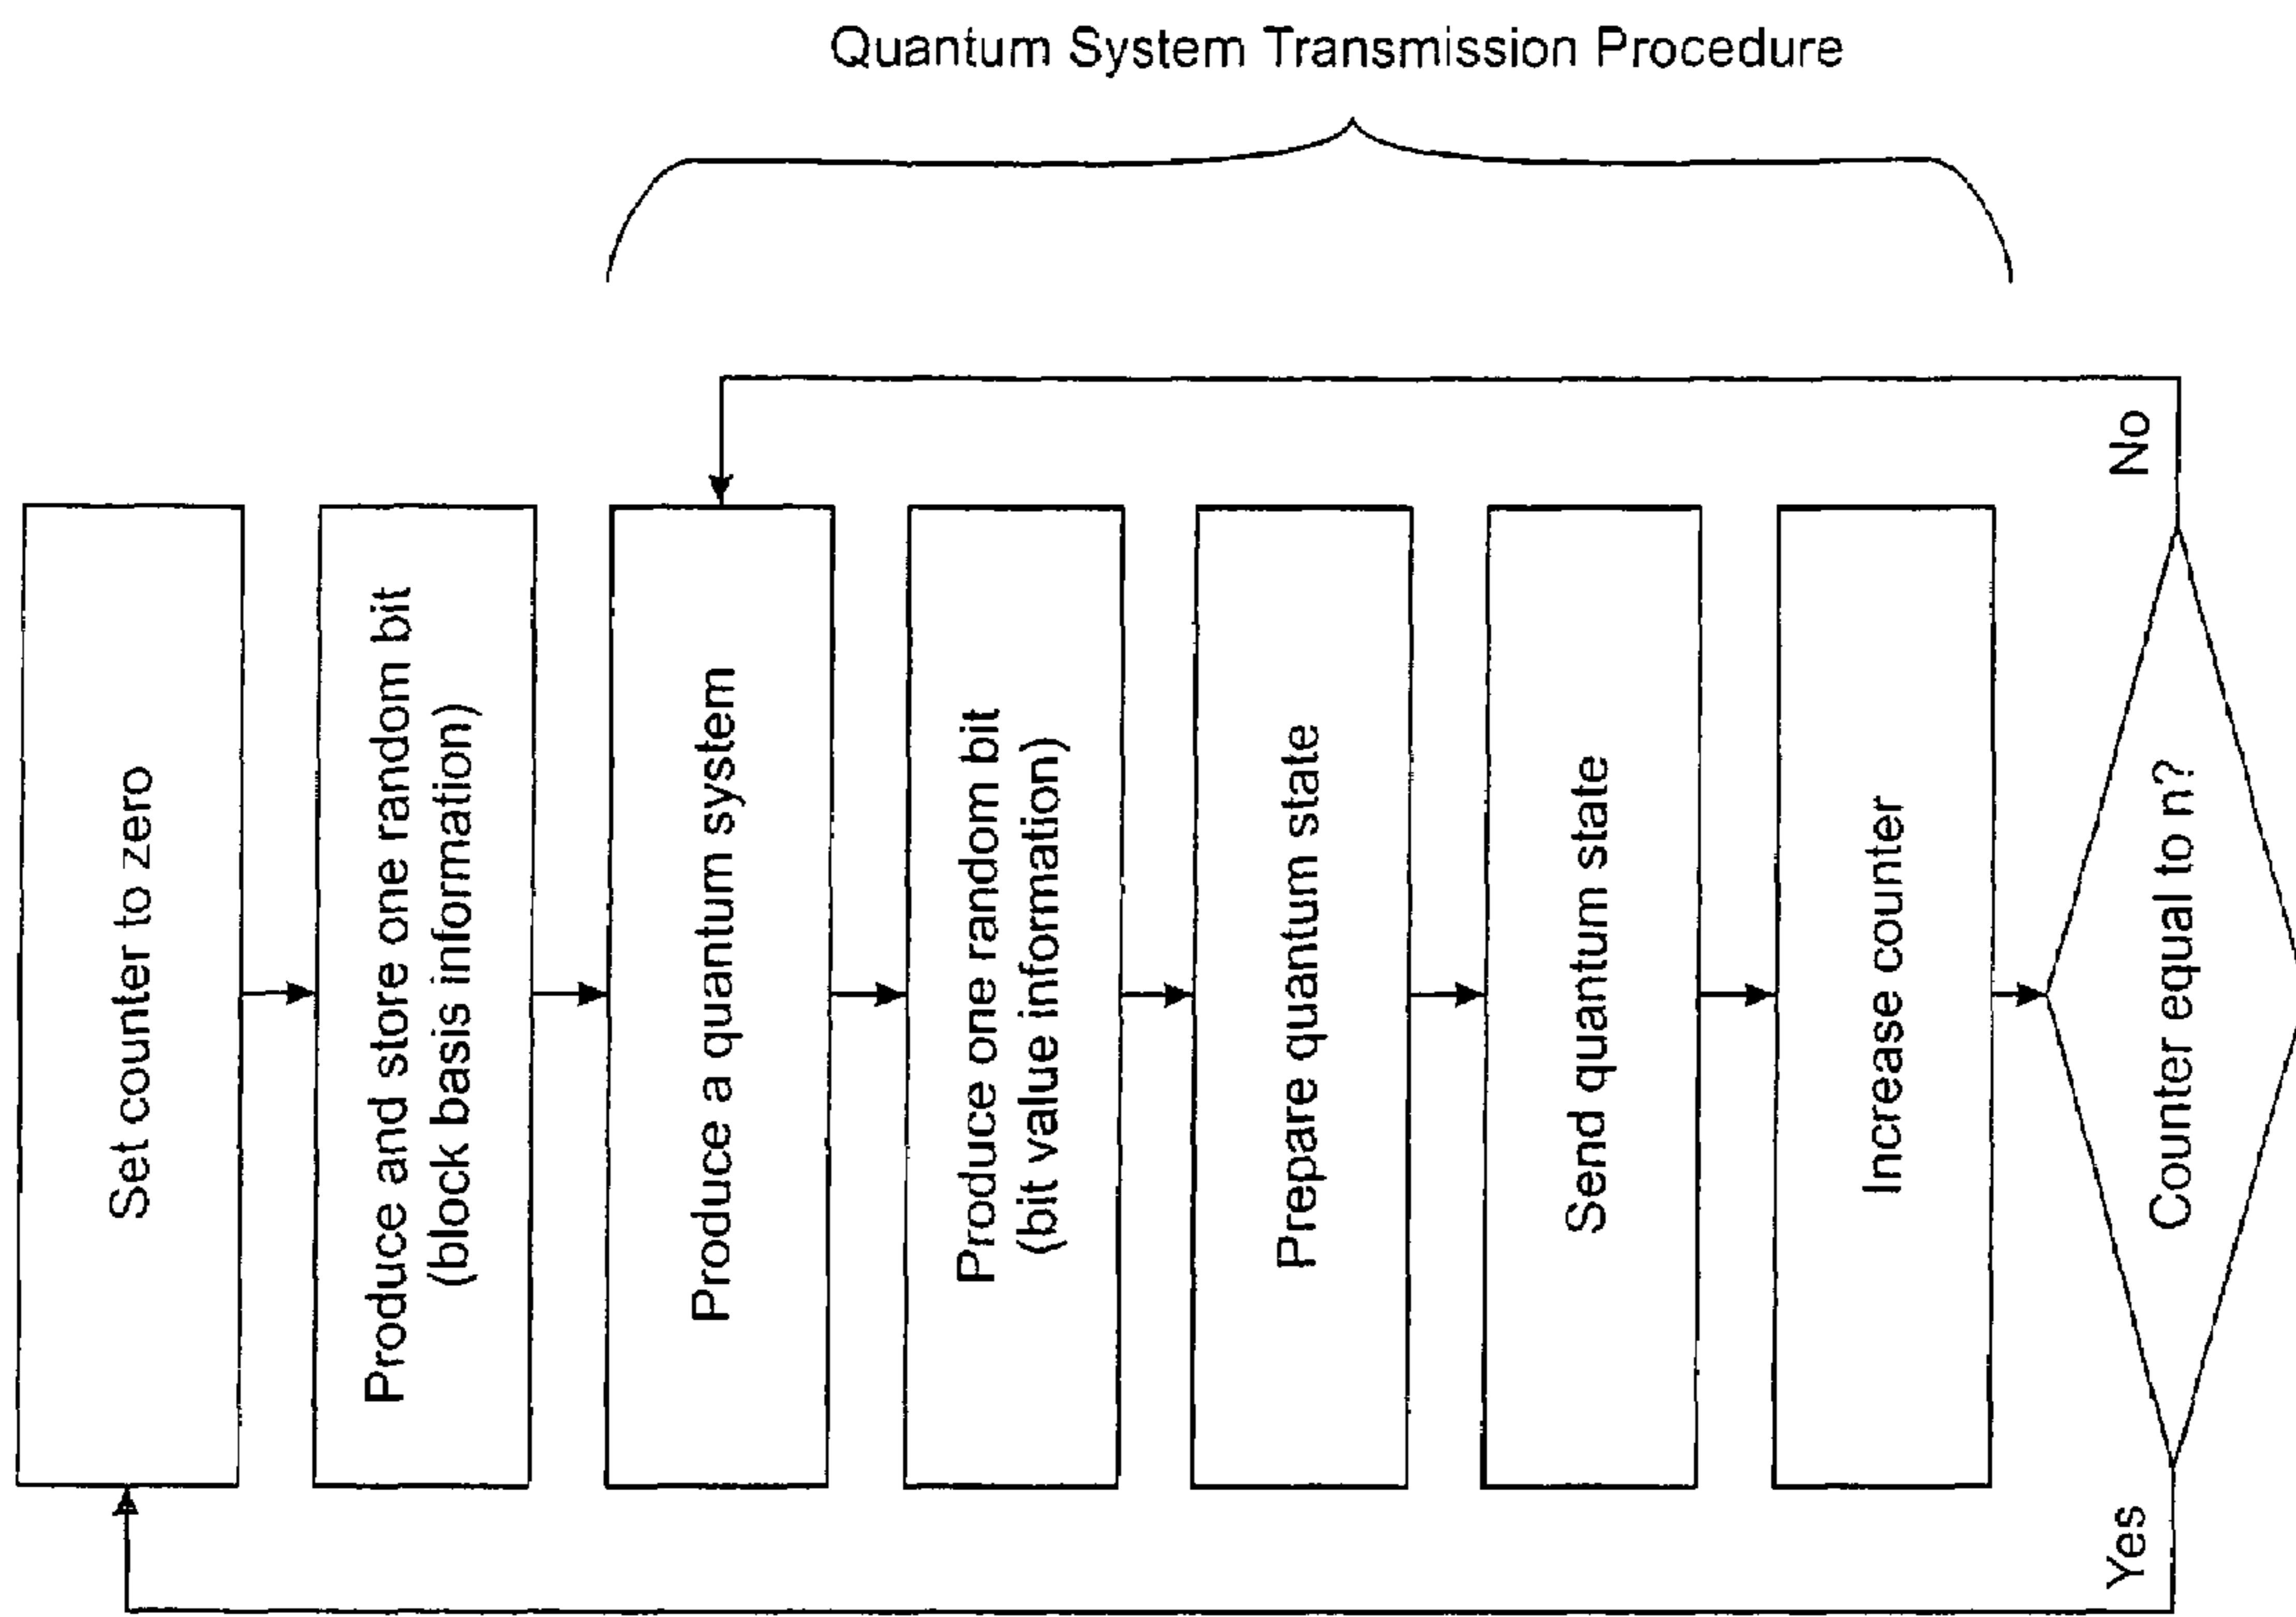 Quantum System Transmission Procedure
Set counter to zero
Produce and store one random bit
(block basis information)
Produce a quantum system
Produce one random bit
(bit value information)
Prepare quantum state
Send quantum state
Increase counter
Counter equal to n?
No
Yes